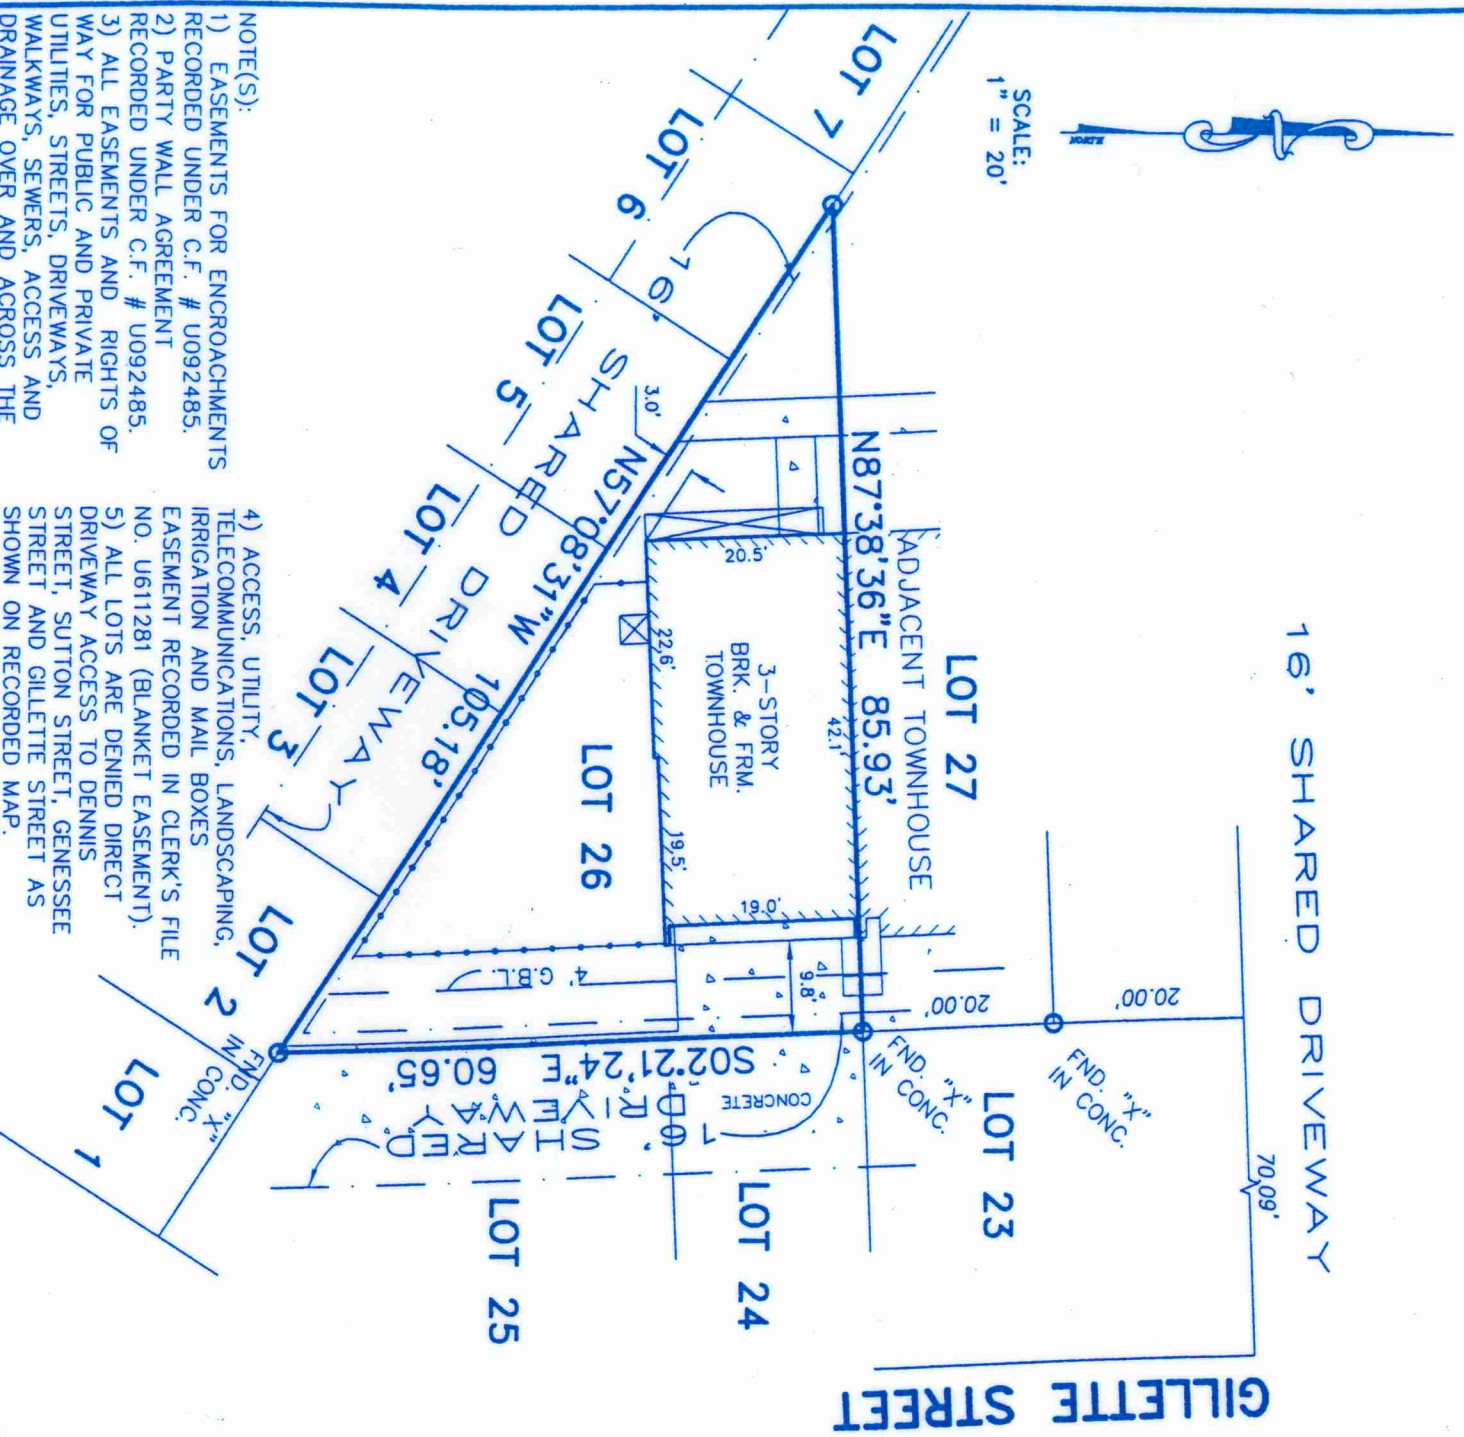 SCALE:
1" = 20'
NORTH
16' SHARED DRIVEWAY
70.09'
GILLETTE STREET
LOT 27
ADJACENT TOWNHOUSE
N87°38'36"E 85.93'
LOT 23
FND. "X"
IN CONC.
20.00'
20.00'
FND. "X"
IN CONC.
3-STORY
BRK. & FRM.
TOWNHOUSE
20.5'
42.1'
22.6'
19.5'
19.0'
9.8'
4' G.B.L.
LOT 26
S02°21'24"E 60.65'
CONCRETE
16' SHARED
DRIVEWAY
LOT 24
LOT 25
LOT 7
LOT 6
LOT 5
LOT 4
LOT 3
LOT 2
LOT 1
16' SHARED DRIVEWAY
3.0'
N57°08'31"W 105.18'
FND. "X"
IN CONC.
NOTE(S):
1) EASEMENTS FOR ENCROACHMENTS
RECORDED UNDER C.F. # U092485.
2) PARTY WALL AGREEMENT
RECORDED UNDER C.F. # U092485.
3) ALL EASEMENTS AND RIGHTS OF
WAY FOR PUBLIC AND PRIVATE
UTILITIES, STREETS, DRIVEWAYS,
WALKWAYS, SEWERS, ACCESS AND
DRAINAGE OVER AND ACROSS THE
4) ACCESS, UTILITY,
TELECOMMUNICATIONS, LANDSCAPING,
IRRIGATION AND MAIL BOXES
EASEMENT RECORDED IN CLERK'S FILE
NO. U611281 (BLANKET EASEMENT).
5) ALL LOTS ARE DENIED DIRECT
DRIVEWAY ACCESS TO DENNIS
STREET, SUTTON STREET, GENESSEE
STREET AND GILLETTE STREET AS
SHOWN ON RECORDED MAP.